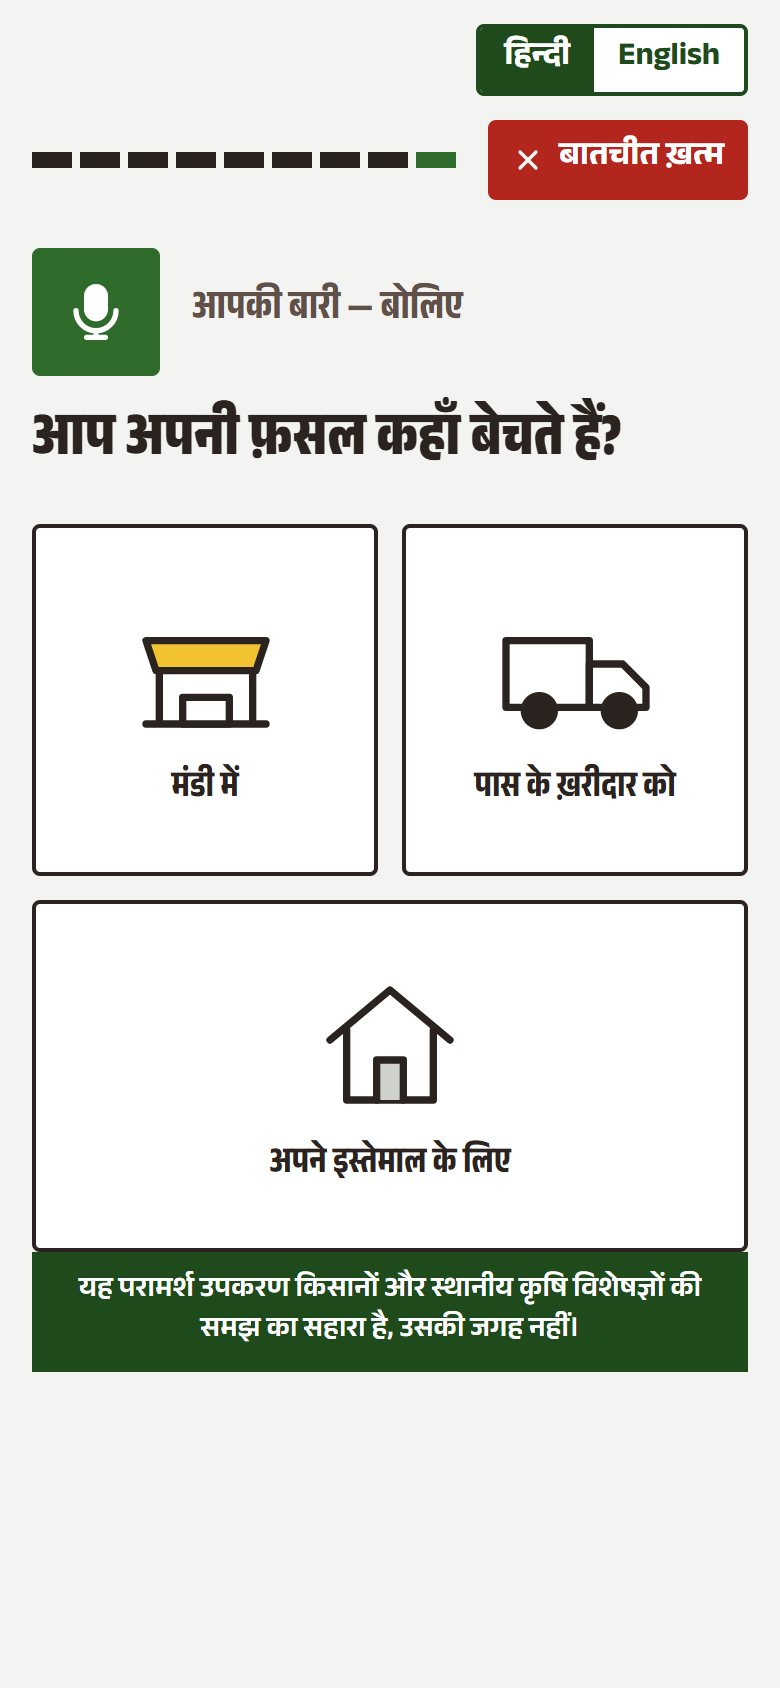 हिन्दी English
बातचीत ख़त्म
आपकी बारी – बोलिए
आप अपनी फ़सल कहाँ बेचते हैं?
मंडी में
पास के ख़रीदार को
अपने इस्तेमाल के लिए
यह परामर्श उपकरण किसानों और स्थानीय कृषि विशेषज्ञों की
समझ का सहारा है, उसकी जगह नहीं।